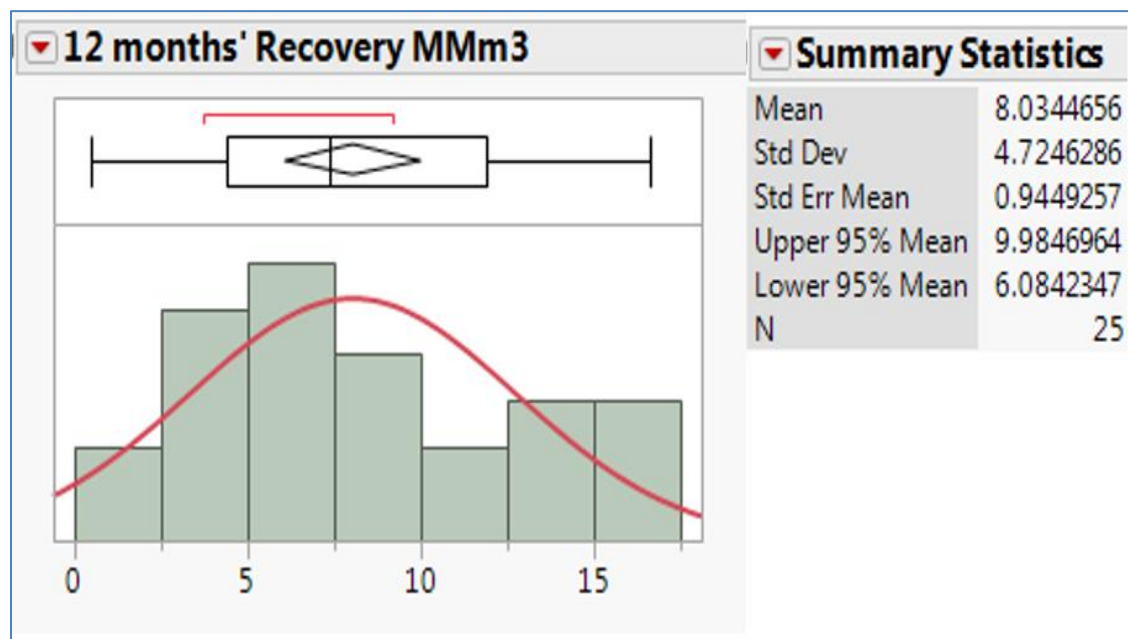 12 months' Recovery MMm3
0 5 10 15
Summary Statistics
Mean 8.0344656
Std Dev 4.7246286
Std Err Mean 0.9449257
Upper 95% Mean 9.9846964
Lower 95% Mean 6.0842347
N 25